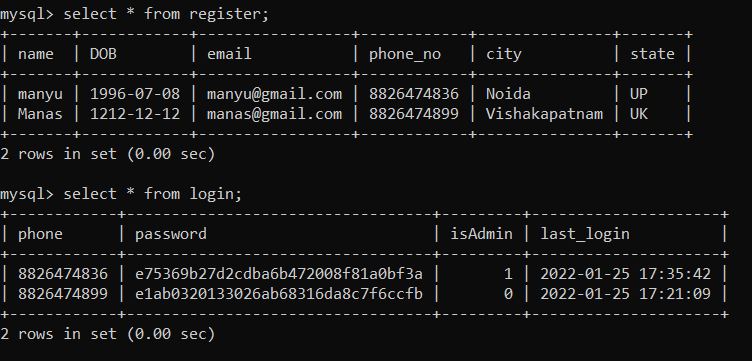 mysql> select * from register;
+-------+------------+-----------------+------------+---------------+-------+
| name  | DOB        | email           | phone_no   | city          | state |
+-------+------------+-----------------+------------+---------------+-------+
| manyu | 1996-07-08 | manyu@gmail.com | 8826474836 | Noida         | UP    |
| Manas | 1212-12-12 | manas@gmail.com | 8826474899 | Vishakapatnam | UK    |
+-------+------------+-----------------+------------+---------------+-------+
2 rows in set (0.00 sec)
mysql> select * from login;
+------------+----------------------------------+---------+---------------------+
| phone      | password                         | isAdmin | last_login          |
+------------+----------------------------------+---------+---------------------+
| 8826474836 | e75369b27d2cdba6b472008f81a0bf3a |       1 | 2022-01-25 17:35:42 |
| 8826474899 | e1ab0320133026ab68316da8c7f6ccfb |       0 | 2022-01-25 17:21:09 |
+------------+----------------------------------+---------+---------------------+
2 rows in set (0.00 sec)